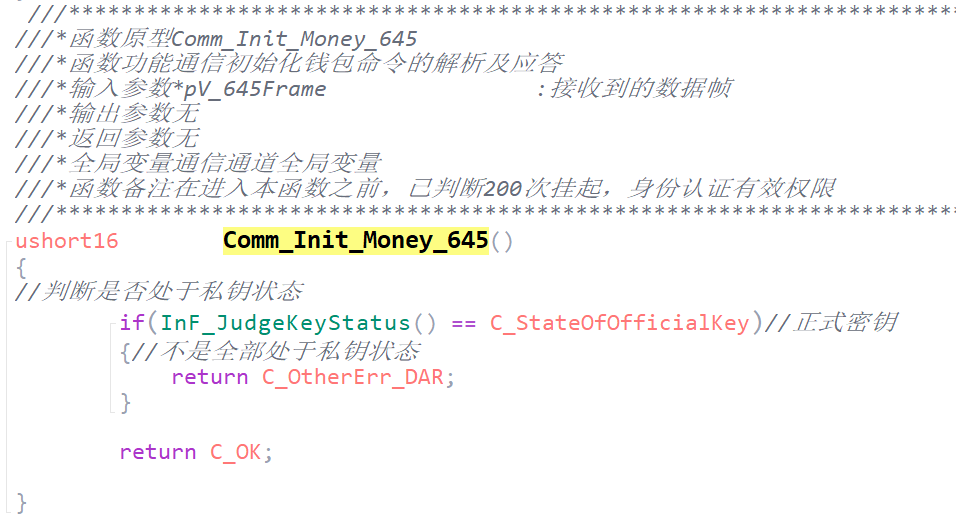 ///**********************************************************************
///*函数原型Comm_Init_Money_645
///*函数功能通信初始化钱包命令的解析及应答
///*输入参数*pV_645Frame :接收到的数据帧
///*输出参数无
///*返回参数无
///*全局变量通信通道全局变量
///*函数备注在进入本函数之前，已判断200次挂起，身份认证有效权限
///**********************************************************************
ushort16 Comm_Init_Money_645()
{
//判断是否处于私钥状态
if(InF_JudgeKeyStatus() == C_StateOfOfficialKey)//正式密钥
{//不是全部处于私钥状态
return C_OtherErr_DAR;
}
return C_OK;
}